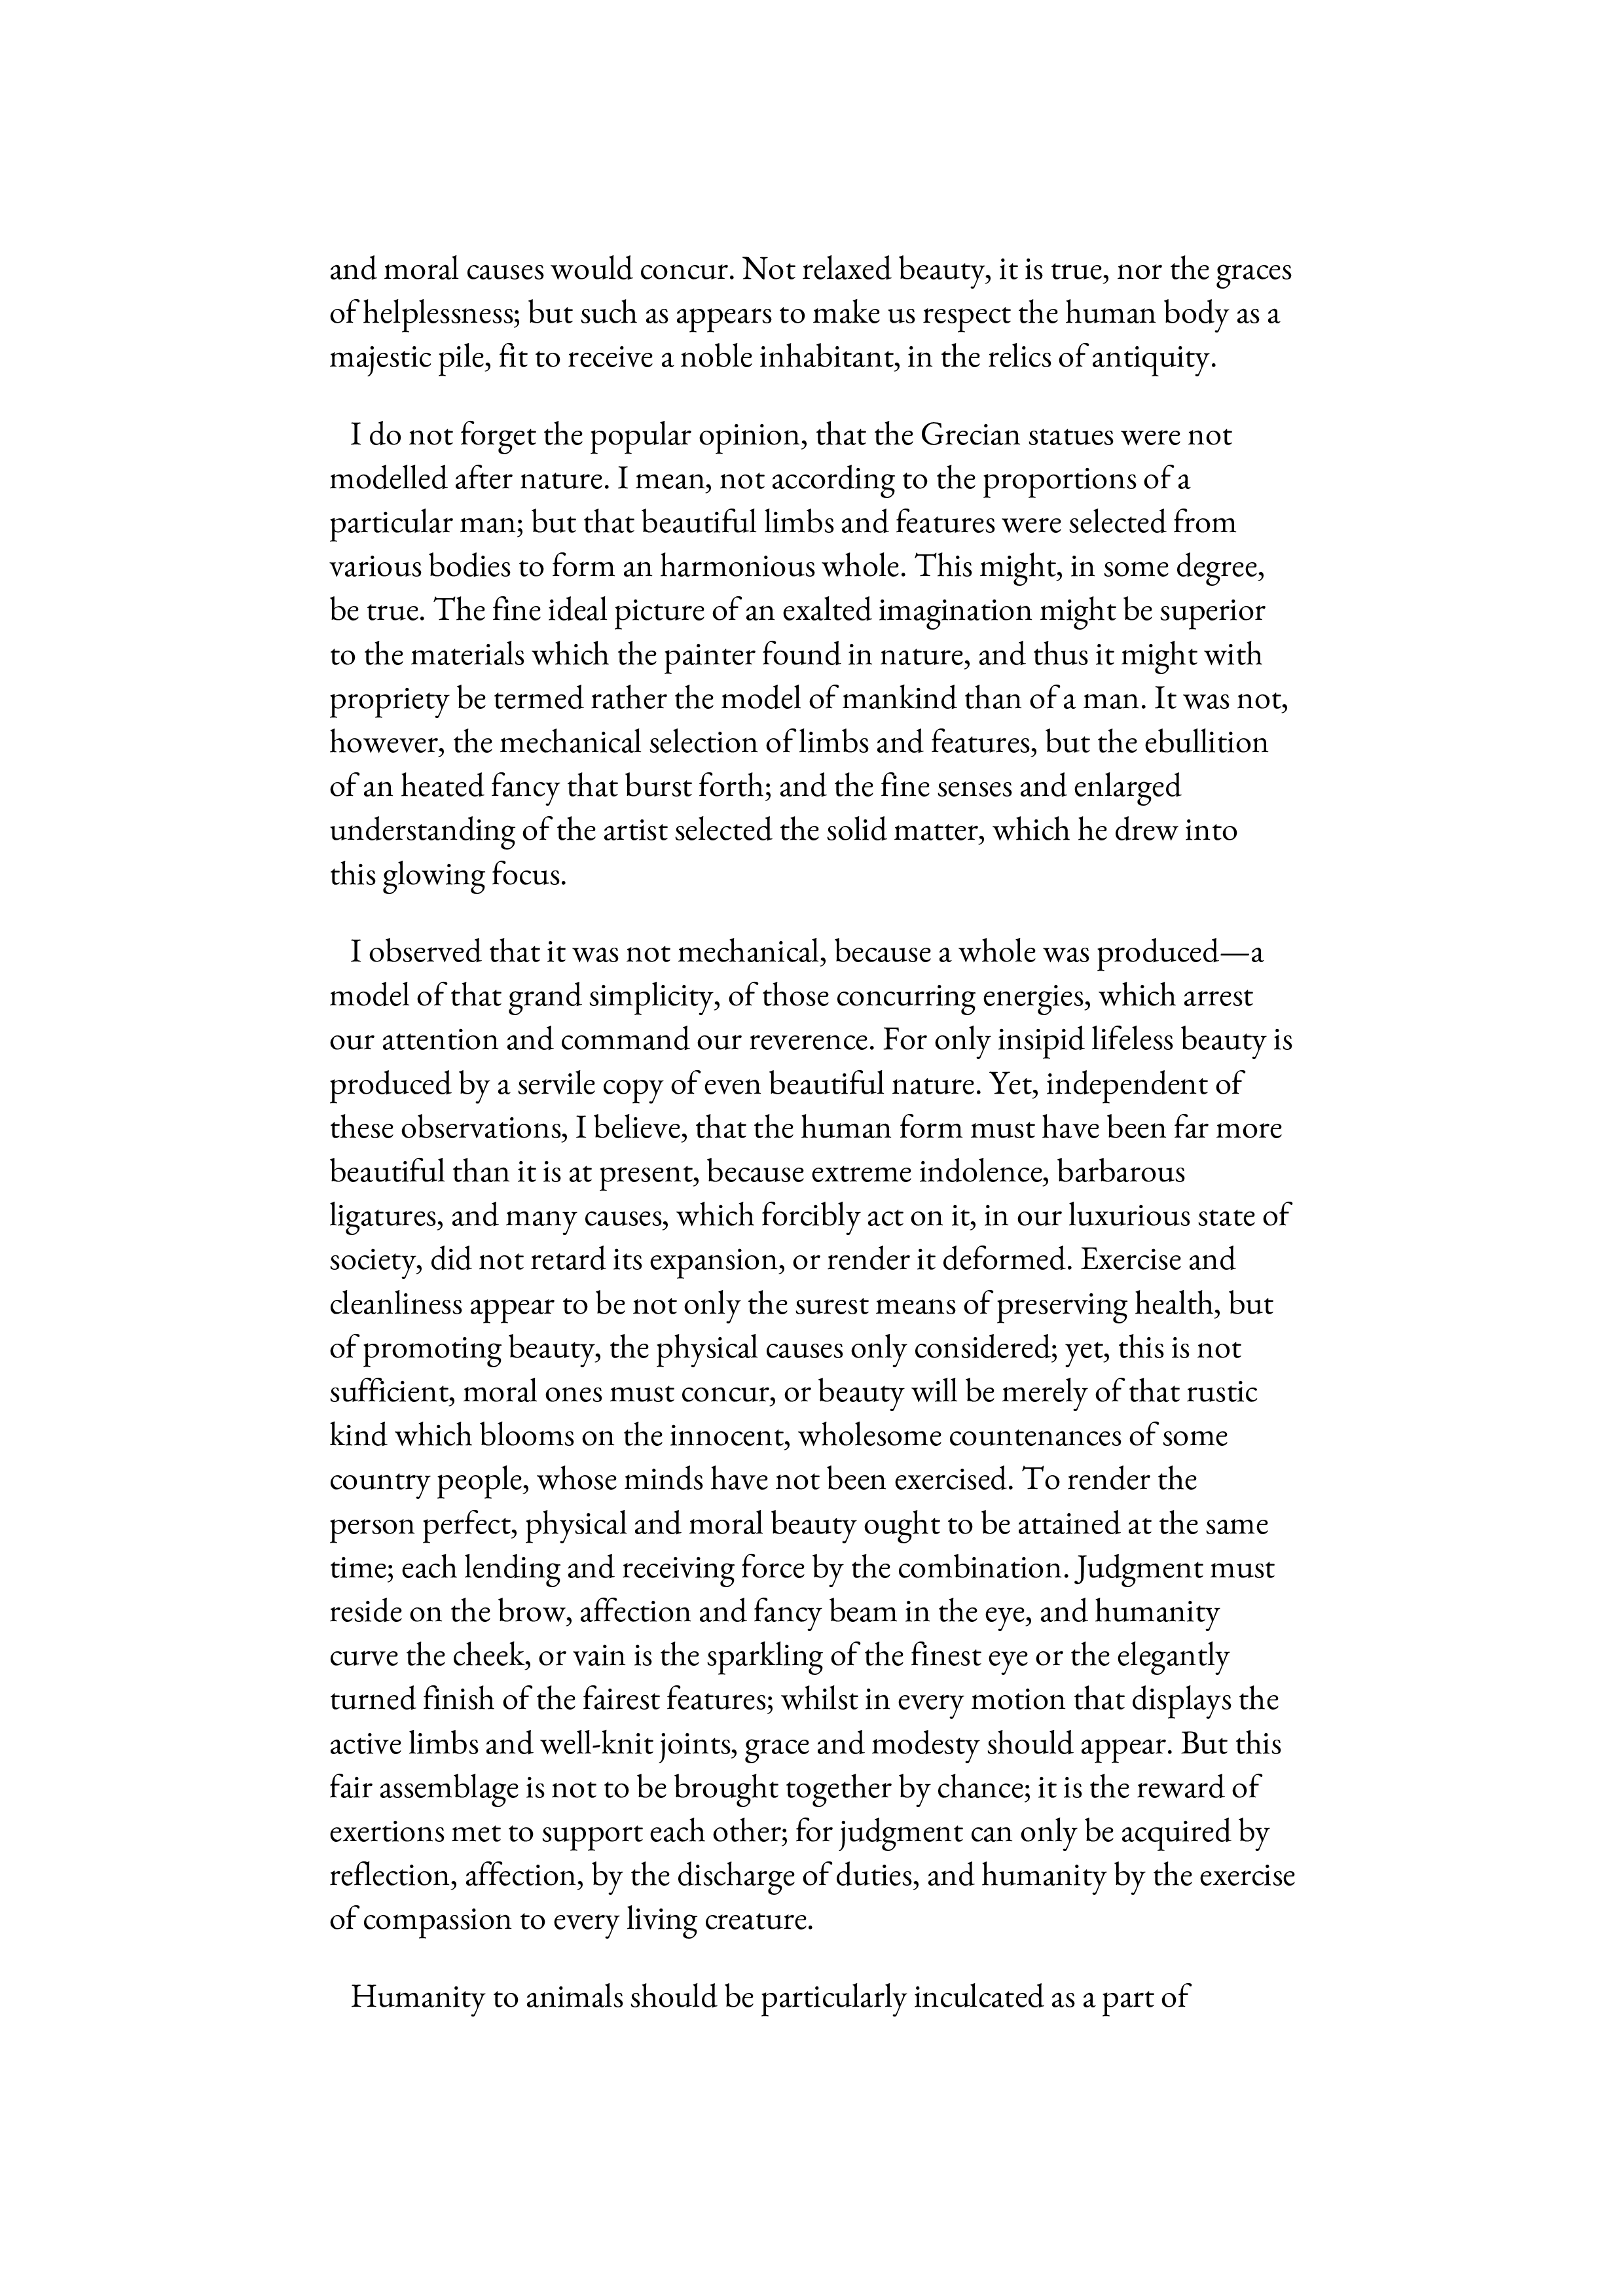 and moral causes would concur. Not relaxed beauty, it is true, nor the graces
of helplessness; but such as appears to make us respect the human body as a
majestic pile, fit to receive a noble inhabitant, in the relics of antiquity.
I do not forget the popular opinion, that the Grecian statues were not
modelled after nature. I mean, not according to the proportions of a
particular man; but that beautiful limbs and features were selected from
various bodies to form an harmonious whole. This might, in some degree,
be true. The fine ideal picture of an exalted imagination might be superior
to the materials which the painter found in nature, and thus it might with
propriety be termed rather the model of mankind than of a man. It was not,
however, the mechanical selection of limbs and features, but the ebullition
of an heated fancy that burst forth; and the fine senses and enlarged
understanding of the artist selected the solid matter, which he drew into
this glowing focus.
I observed that it was not mechanical, because a whole was produced—a
model of that grand simplicity, of those concurring energies, which arrest
our attention and command our reverence. For only insipid lifeless beauty is
produced by a servile copy of even beautiful nature. Yet, independent of
these observations, I believe, that the human form must have been far more
beautiful than it is at present, because extreme indolence, barbarous
ligatures, and many causes, which forcibly act on it, in our luxurious state of
society, did not retard its expansion, or render it deformed. Exercise and
cleanliness appear to be not only the surest means of preserving health, but
of promoting beauty, the physical causes only considered; yet, this is not
sufficient, moral ones must concur, or beauty will be merely of that rustic
kind which blooms on the innocent, wholesome countenances of some
country people, whose minds have not been exercised. To render the
person perfect, physical and moral beauty ought to be attained at the same
time; each lending and receiving force by the combination. Judgment must
reside on the brow, affection and fancy beam in the eye, and humanity
curve the cheek, or vain is the sparkling of the finest eye or the elegantly
turned finish of the fairest features; whilst in every motion that displays the
active limbs and well-knit joints, grace and modesty should appear. But this
fair assemblage is not to be brought together by chance; it is the reward of
exertions met to support each other; for judgment can only be acquired by
reflection, affection, by the discharge of duties, and humanity by the exercise
of compassion to every living creature.
Humanity to animals should be particularly inculcated as a part of